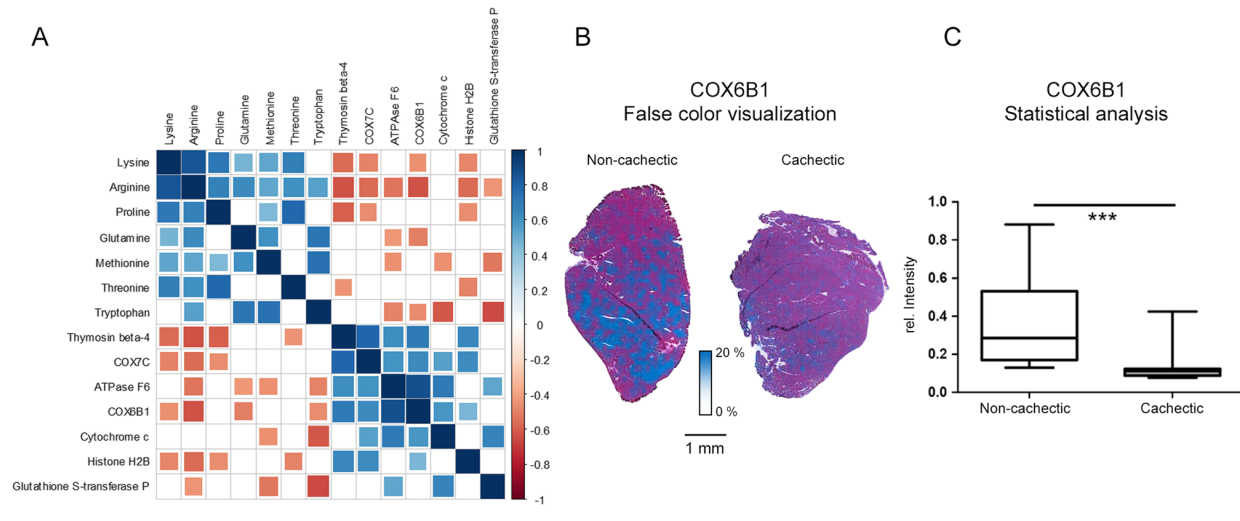 A
Lysine
Arginine
Proline
Glutamine
Methionine
Threonine
Tryptophan
Thymosin beta-4
COX7C
ATPAse F6
COX6B1
Cytochrome c
Histone H2B
Glutathione S-transferase P
Lysine
Arginine
Proline
Glutamine
Methionine
Threonine
Tryptophan
Thymosin beta-4
COX7C
ATPase F6
COX6B1
Cytochrome c
Histone H2B
Glutathione S-transferase P
1
0.8
0.6
0.4
0.2
0
-0.2
-0.4
-0.6
-0.8
-1
B
COX6B1
False color visualization
Non-cachectic
Cachectic
20 %
0 %
1 mm
C
COX6B1
Statistical analysis
***
rel. Intensity
1.0
0.8
0.6
0.4
0.2
0.0
Non-cachectic
Cachectic